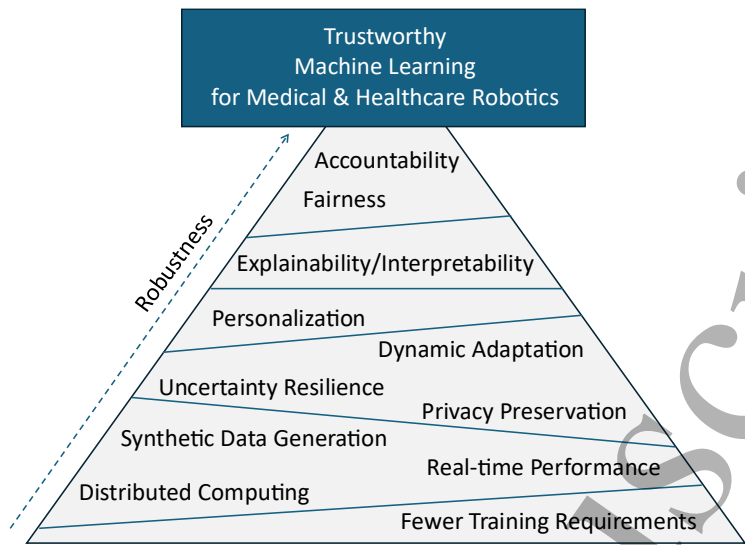 Trustworthy
Machine Learning
for Medical & Healthcare Robotics
Robustness
Accountability
Fairness
Explainability/Interpretability
Personalization
Dynamic Adaptation
Uncertainty Resilience
Privacy Preservation
Synthetic Data Generation
Real-time Performance
Distributed Computing
Fewer Training Requirements